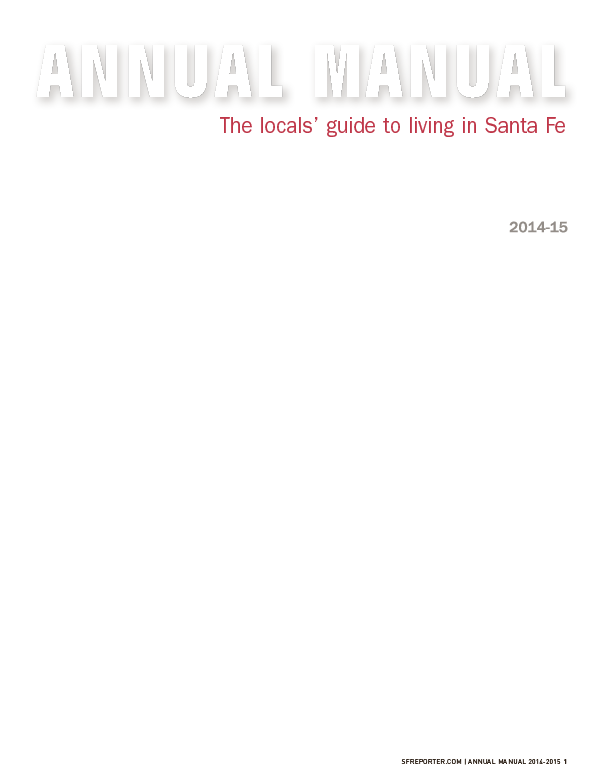 ANNUAL MANUAL
The locals’ guide to living in Santa Fe
2014-15
SFREPORTER.COM | ANNUAL MANUAL 2014-2015 1